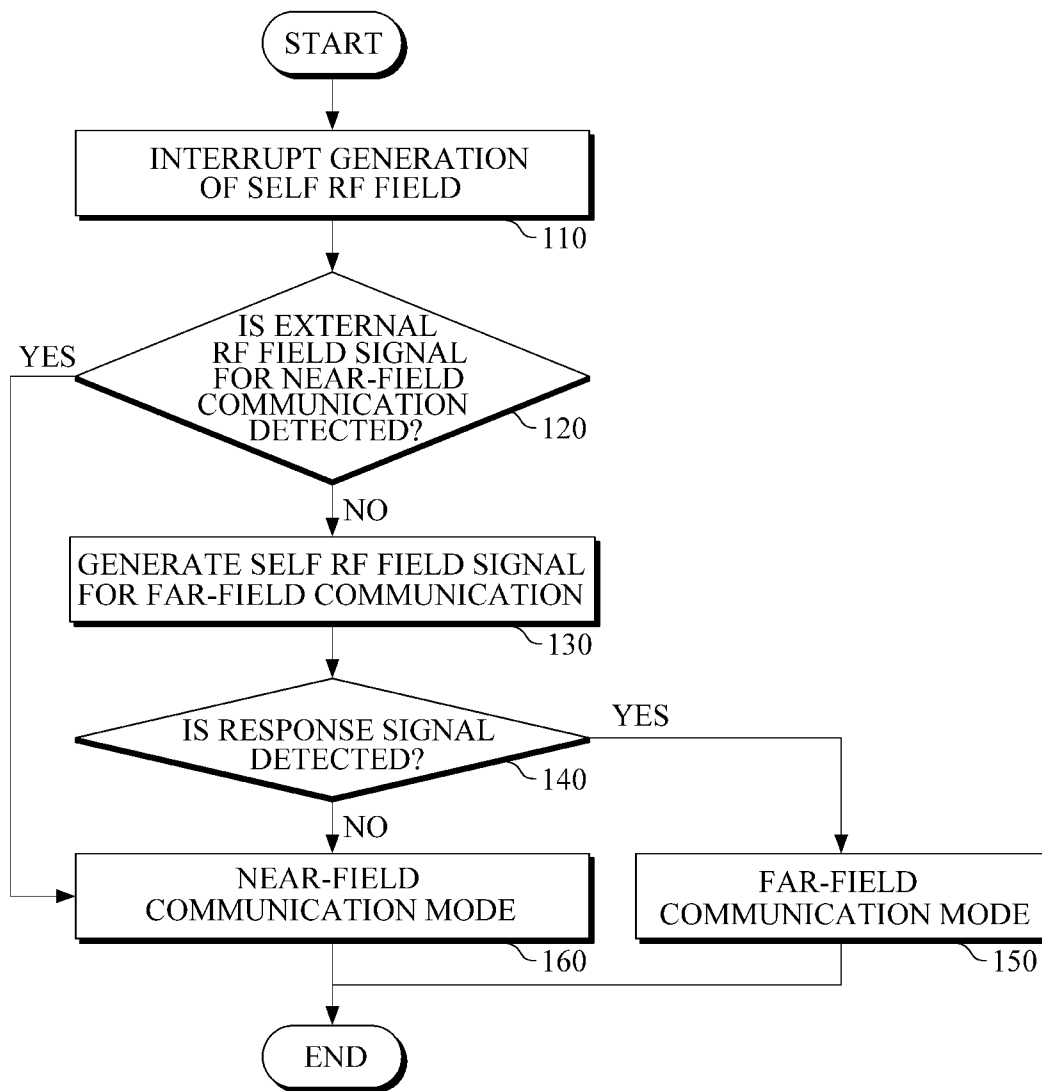 START
INTERRUPT GENERATION
OF SELF RF FIELD
110
IS EXTERNAL
RF FIELD SIGNAL
FOR NEAR-FIELD
COMMUNICATION
DETECTED?
120
YES
NO
GENERATE SELF RF FIELD SIGNAL
FOR FAR-FIELD COMMUNICATION
130
IS RESPONSE SIGNAL
DETECTED?
140
YES
NO
NEAR-FIELD
COMMUNICATION MODE
160
FAR-FIELD
COMMUNICATION MODE
150
END